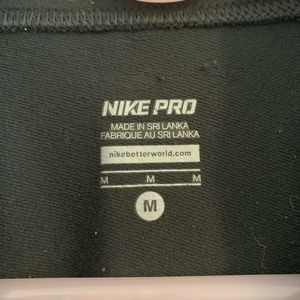 NIKE PRO
MADE IN SRI LANKA
FABRIQUE AU SRI LANKA
nikebetterworld.com
M M M
M